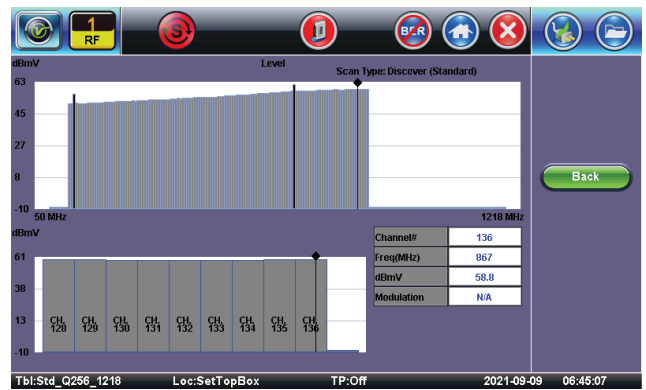 1
RF
S
BER
dBmV
Level
Scan Type: Discover (Standard)
63
45
27
8
-10
50 MHz
1218 MHz
Back
dBmV
61
38
13
-10
CH. 128
CH. 129
CH. 130
CH. 131
CH. 132
CH. 133
CH. 134
CH. 135
CH. 136
Channel# 136
Freq(MHz) 867
dBmV 58.8
Modulation N/A
Tbl:Std_Q256_1218 Loc:SetTopBox TP:Off 2021-09-09 06:45:07